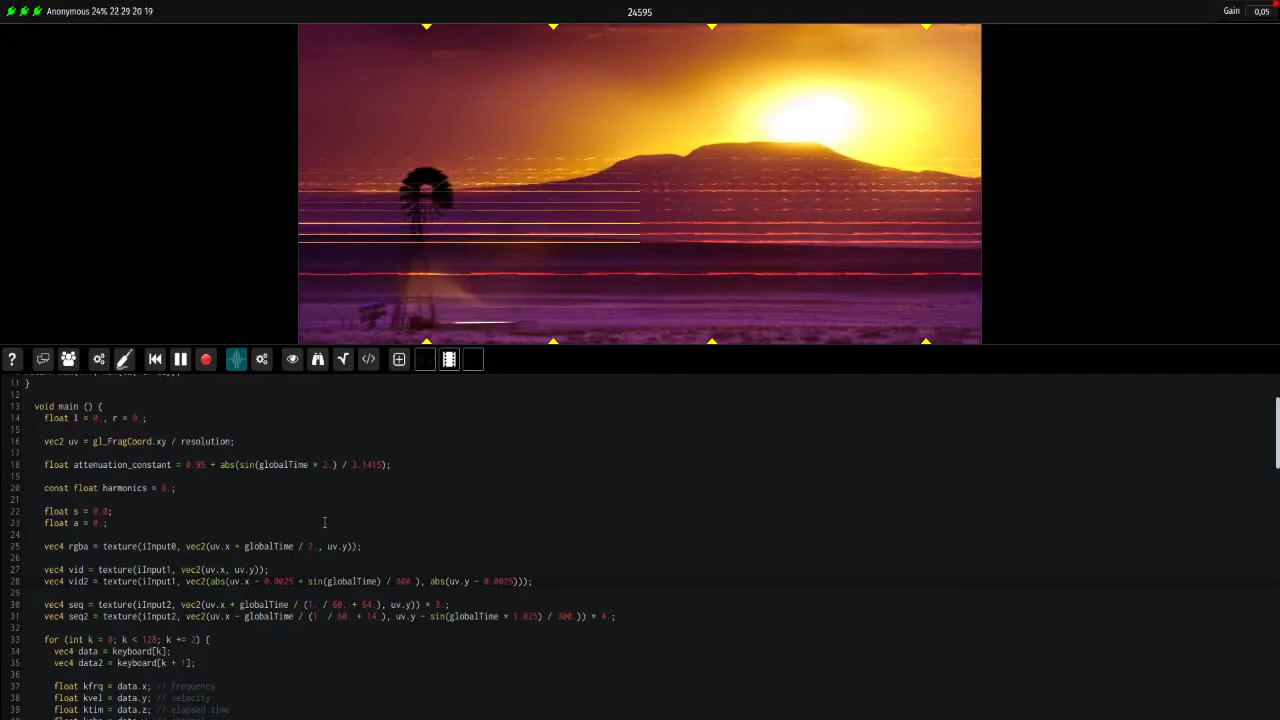 Anonymous 24% 22 29 20 19
24595
Gain 0,05
?
11 }
12
13 void main () {
14 float l = 0., r = 0.;
15
16 vec2 uv = gl_FragCoord.xy / resolution;
17
18 float attenuation_constant = 0.95 + abs(sin(globalTime * 2.) / 3.1415);
19
20 const float harmonics = 8.;
21
22 float s = 0.0;
23 float a = 0.;
24
25 vec4 rgba = texture(iInput0, vec2(uv.x + globalTime / 2., uv.y));
26
27 vec4 vid = texture(iInput1, vec2(uv.x, uv.y));
28 vec4 vid2 = texture(iInput1, vec2(abs(uv.x - 0.0025 + sin(globalTime) / 800.), abs(uv.y - 0.0025)));
29
30 vec4 seq = texture(iInput2, vec2(uv.x + globalTime / (1. / 60. + 64.), uv.y)) * 3.;
31 vec4 seq2 = texture(iInput2, vec2(uv.x - globalTime / (1. / 60. + 14.), uv.y - sin(globalTime * 1.025) / 300.)) * 4.;
32
33 for (int k = 0; k < 128; k += 2) {
34 vec4 data = keyboard[k];
35 vec4 data2 = keyboard[k + 1];
36
37 float kfrq = data.x; // frequency
38 float kvel = data.y; // velocity
39 float ktim = data.z; // elapsed time